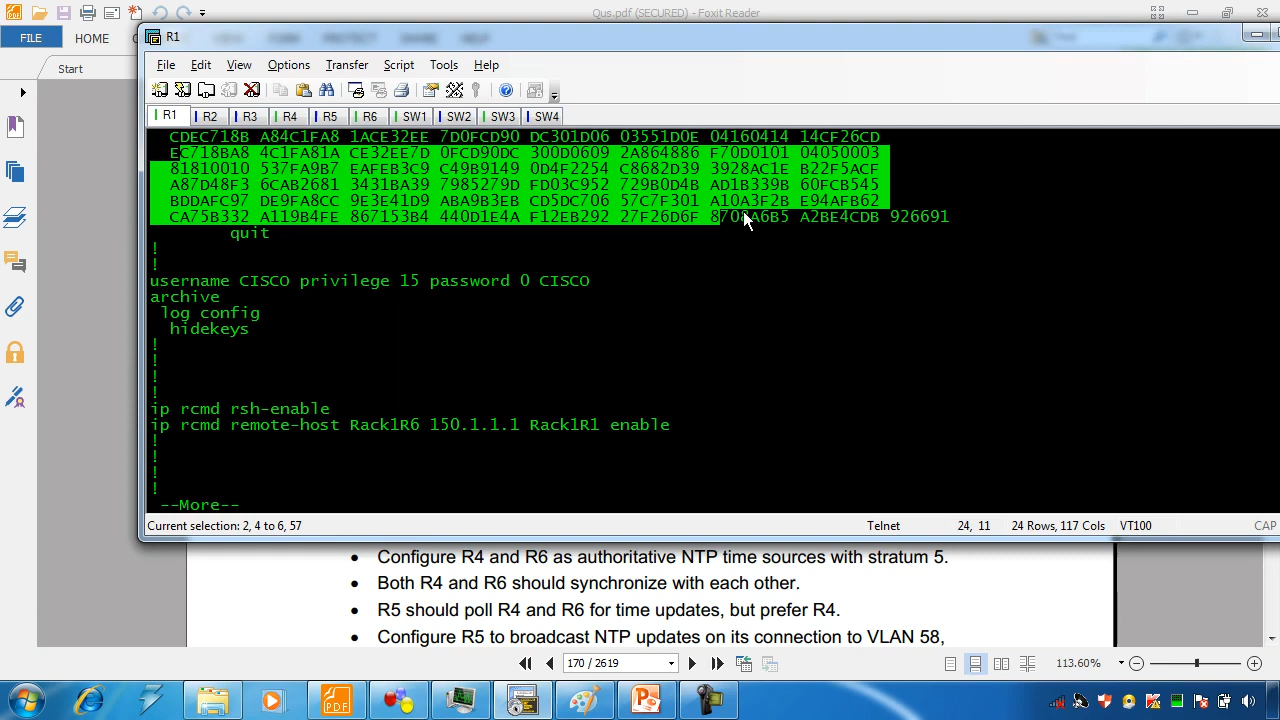 Qus.pdf (SECURED) - Foxit Reader
FILE
HOME
R1
File Edit View Options Transfer Script Tools Help
Start
R1 R2 R3 R4 R5 R6 SW1 SW2 SW3 SW4
CDEC718B A84C1FA8 1ACE32EE 7D0FCD90 DC301D06 03551D0E 04160414 14CF26CD
EC718BA8 4C1FA81A CE32EE7D 0FCD90DC 300D0609 2A864886 F70D0101 04050003
81810010 537FA9B7 EAFEB3C9 C49B9149 0D4F2254 C8682D39 3928AC1E B22F5ACF
A87D48F3 6CAB2681 3431BA39 7985279D FD03C952 729B0D4B AD1B339B 60FCB545
BDDAFC97 DE9FA8CC 9E3E41D9 ABA9B3EB CD5DC706 57C7F301 A10A3F2B E94AFB62
CA75B332 A119B4FE 867153B4 440D1E4A F12EB292 27F26D6F 8708A6B5 A2BE4CDB 926691
quit
!
!
username CISCO privilege 15 password 0 CISCO
archive
log config
hidekeys
!
!
!
!
ip rcmd rsh-enable
ip rcmd remote-host Rack1R6 150.1.1.1 Rack1R1 enable
!
!
!
!
--More--
Current selection: 2, 4 to 6, 57 Telnet 24, 11 24 Rows, 117 Cols VT100 CAP
• Configure R4 and R6 as authoritative NTP time sources with stratum 5.
• Both R4 and R6 should synchronize with each other.
• R5 should poll R4 and R6 for time updates, but prefer R4.
• Configure R5 to broadcast NTP updates on its connection to VLAN 58,
170 / 2619 113.60%
PDF